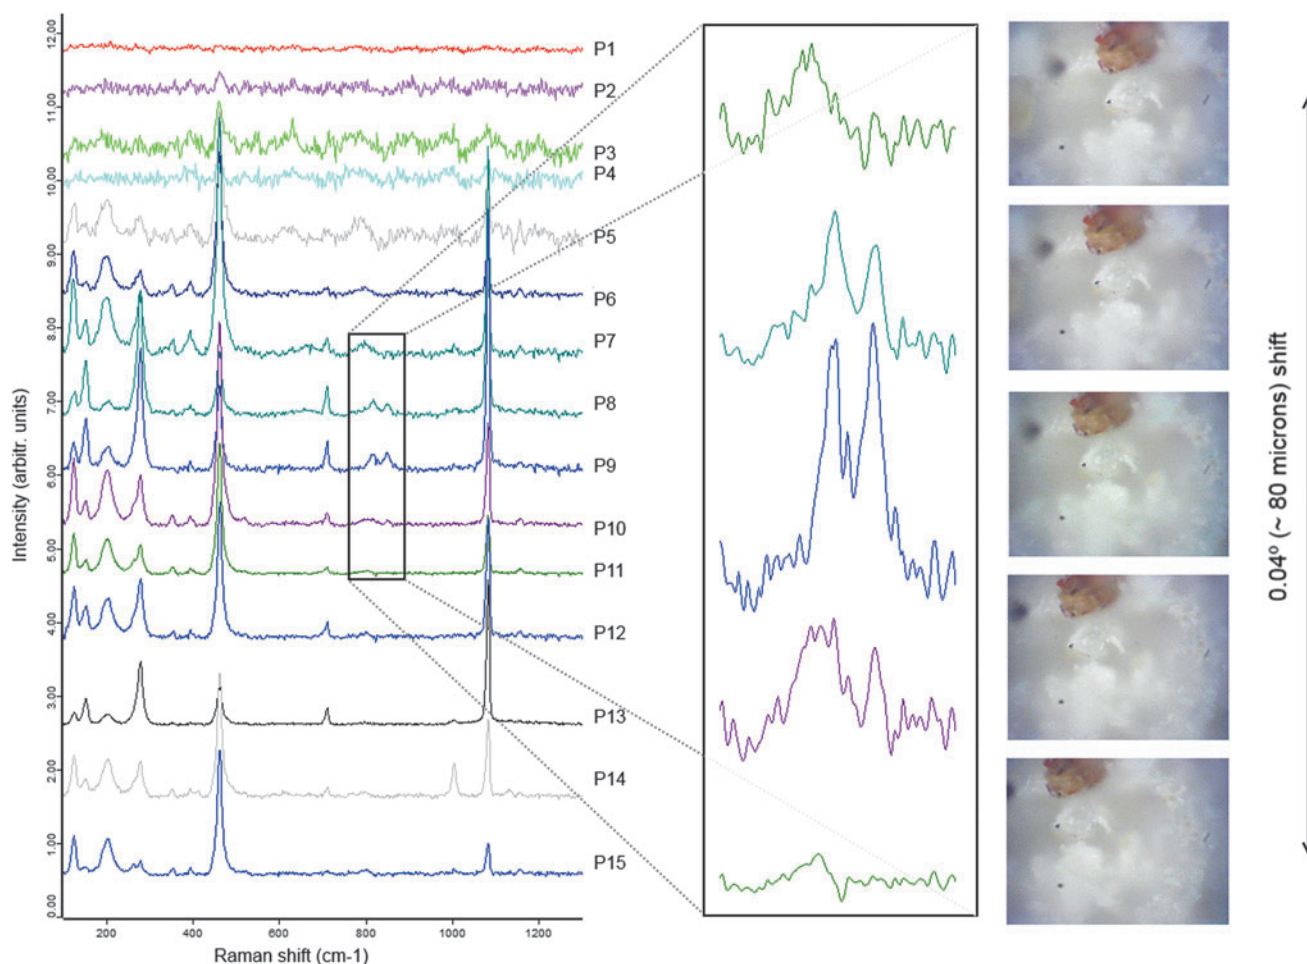 12.00
11.00
10.00
9.00
8.00
7.00
6.00
5.00
4.00
3.00
2.00
1.00
0.00
Intensity (arbitr. units)
P1
P2
P3
P4
P5
P6
P7
P8
P9
P10
P11
P12
P13
P14
P15
200 400 600 800 1000 1200
Raman shift (cm-1)
0.04º (~ 80 microns) shift